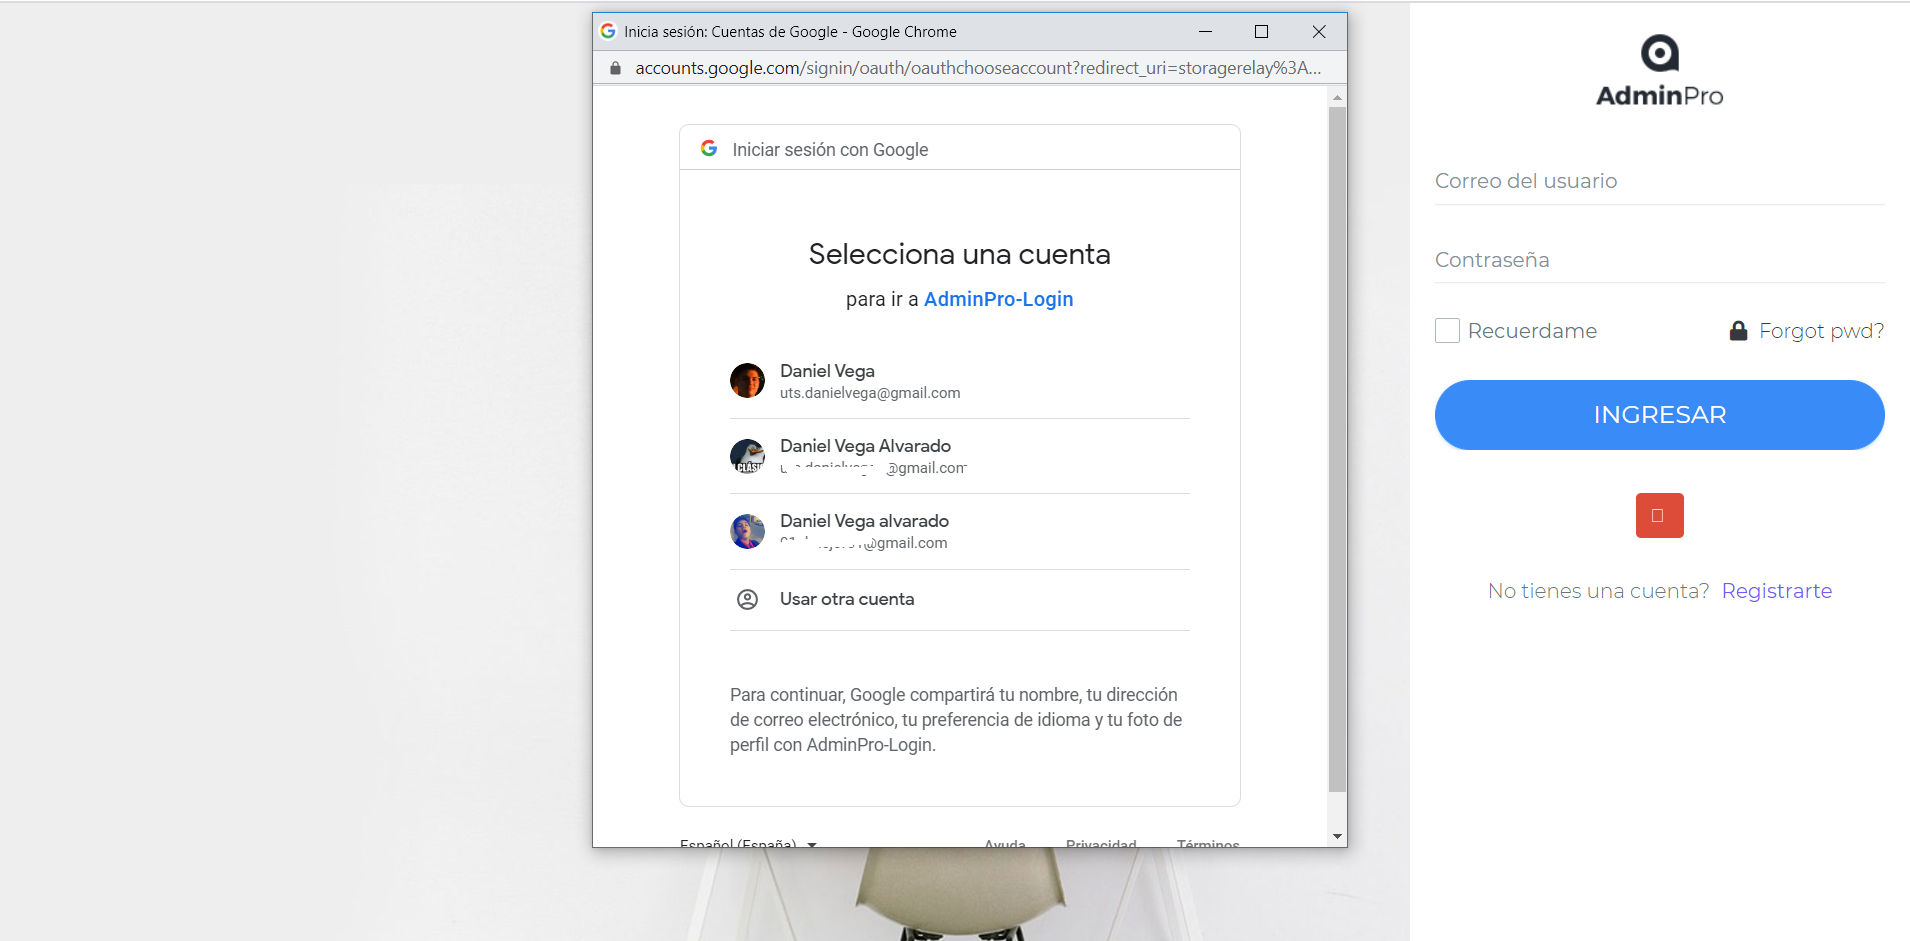 Inicia sesión: Cuentas de Google - Google Chrome
accounts.google.com/signin/oauth/oauthchooseaccount?redirect_uri=storagerelay%3A...
Iniciar sesión con Google
Selecciona una cuenta
para ir a AdminPro-Login
Daniel Vega
uts.danielvega@gmail.com
Daniel Vega Alvarado
@gmail.com
Daniel Vega alvarado
@gmail.com
Usar otra cuenta
Para continuar, Google compartirá tu nombre, tu dirección
de correo electrónico, tu preferencia de idioma y tu foto de
perfil con AdminPro-Login.
Español (España)
Ayuda Privacidad Términos
AdminPro
Correo del usuario
Contraseña
Recuerdame
Forgot pwd?
INGRESAR
No tienes una cuenta? Registrarte